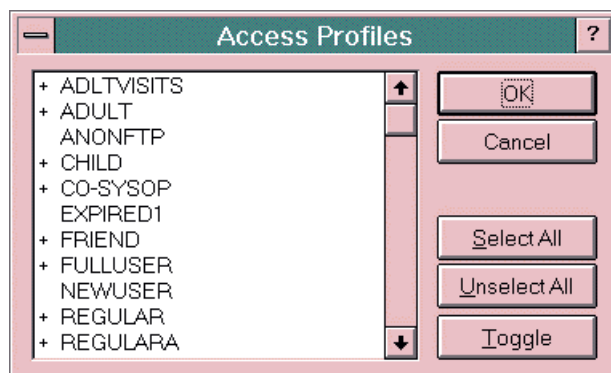 Access Profiles
?
+ ADLTVISITS
+ ADULT
ANONFTP
+ CHILD
+ CO-SYSOP
EXPIRED1
+ FRIEND
+ FULLUSER
NEWUSER
+ REGULAR
+ REGULARA
OK
Cancel
Select All
Unselect All
Toggle